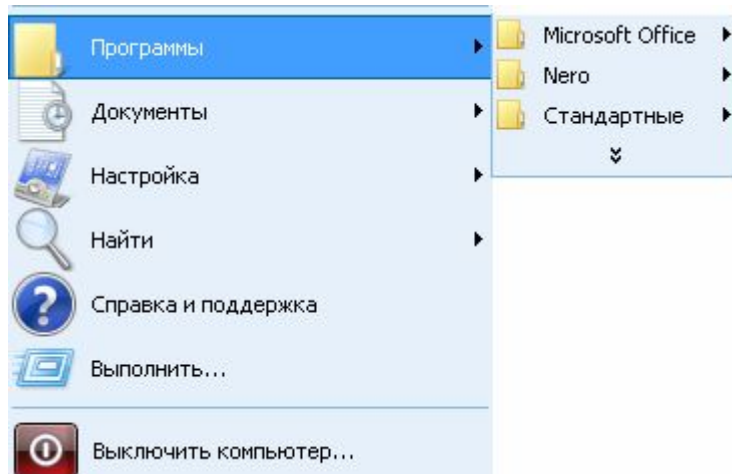 Программы
Документы
Настройка
Найти
Справка и поддержка
Выполнить...
Выключить компьютер...
Microsoft Office
Nero
Стандартные